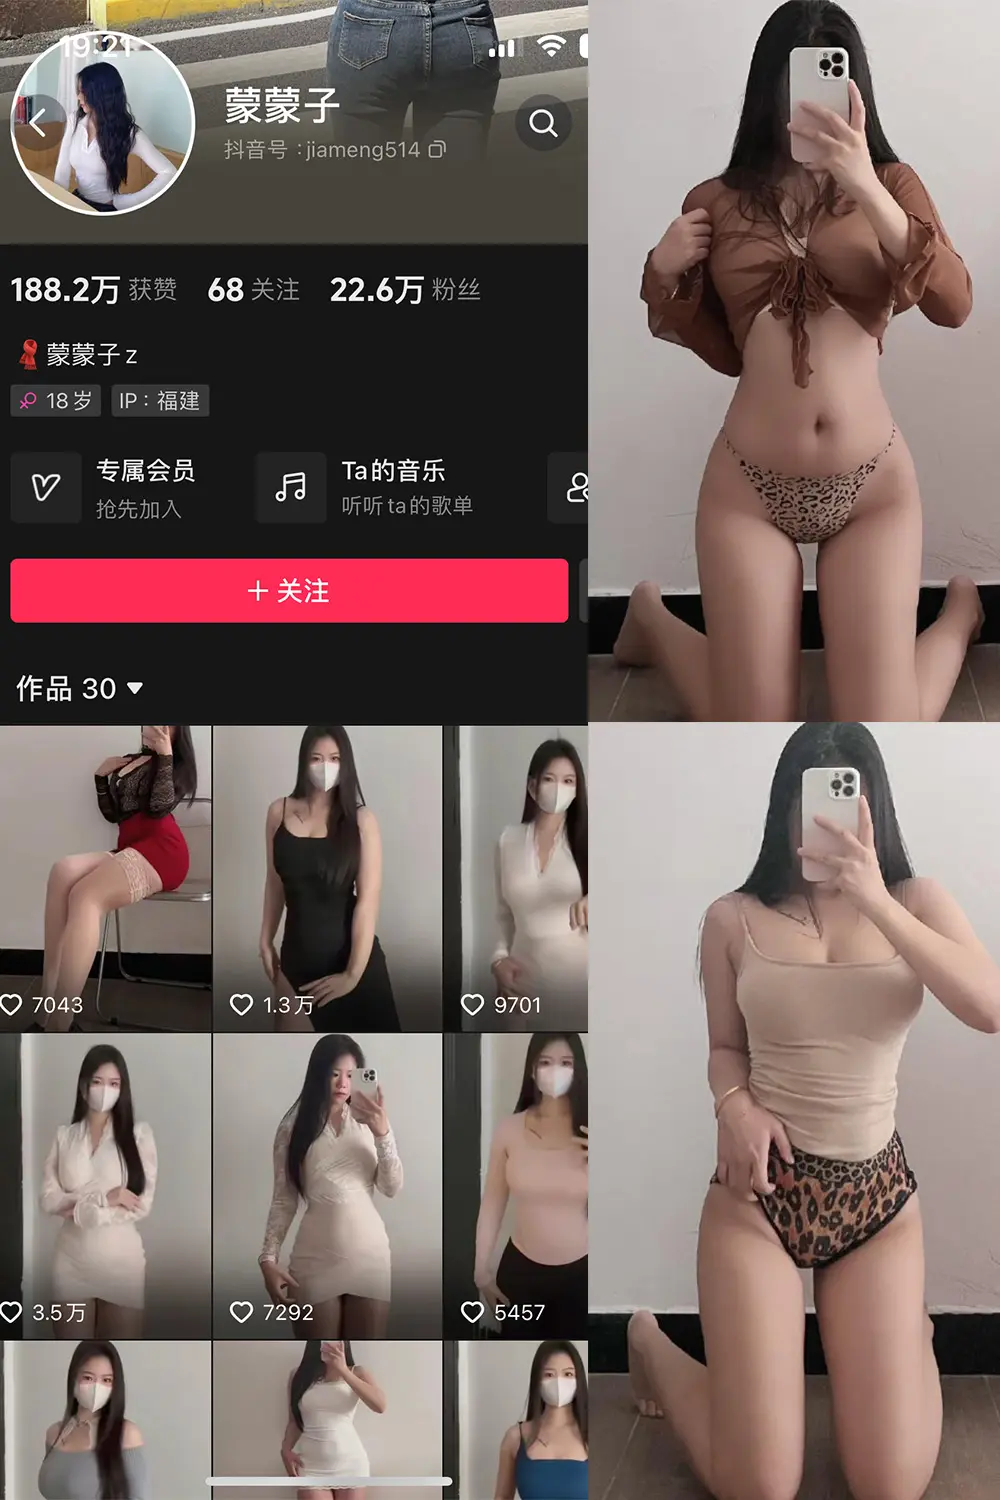 19:21
蒙蒙子
抖音号：jiameng514
188.2万 获赞 68 关注 22.6万 粉丝
蒙蒙子z
18岁 IP：福建
专属会员
抢先加入
Ta的音乐
听听ta的歌单
＋关注
作品 30
7043
1.3万
9701
3.5万
7292
5457